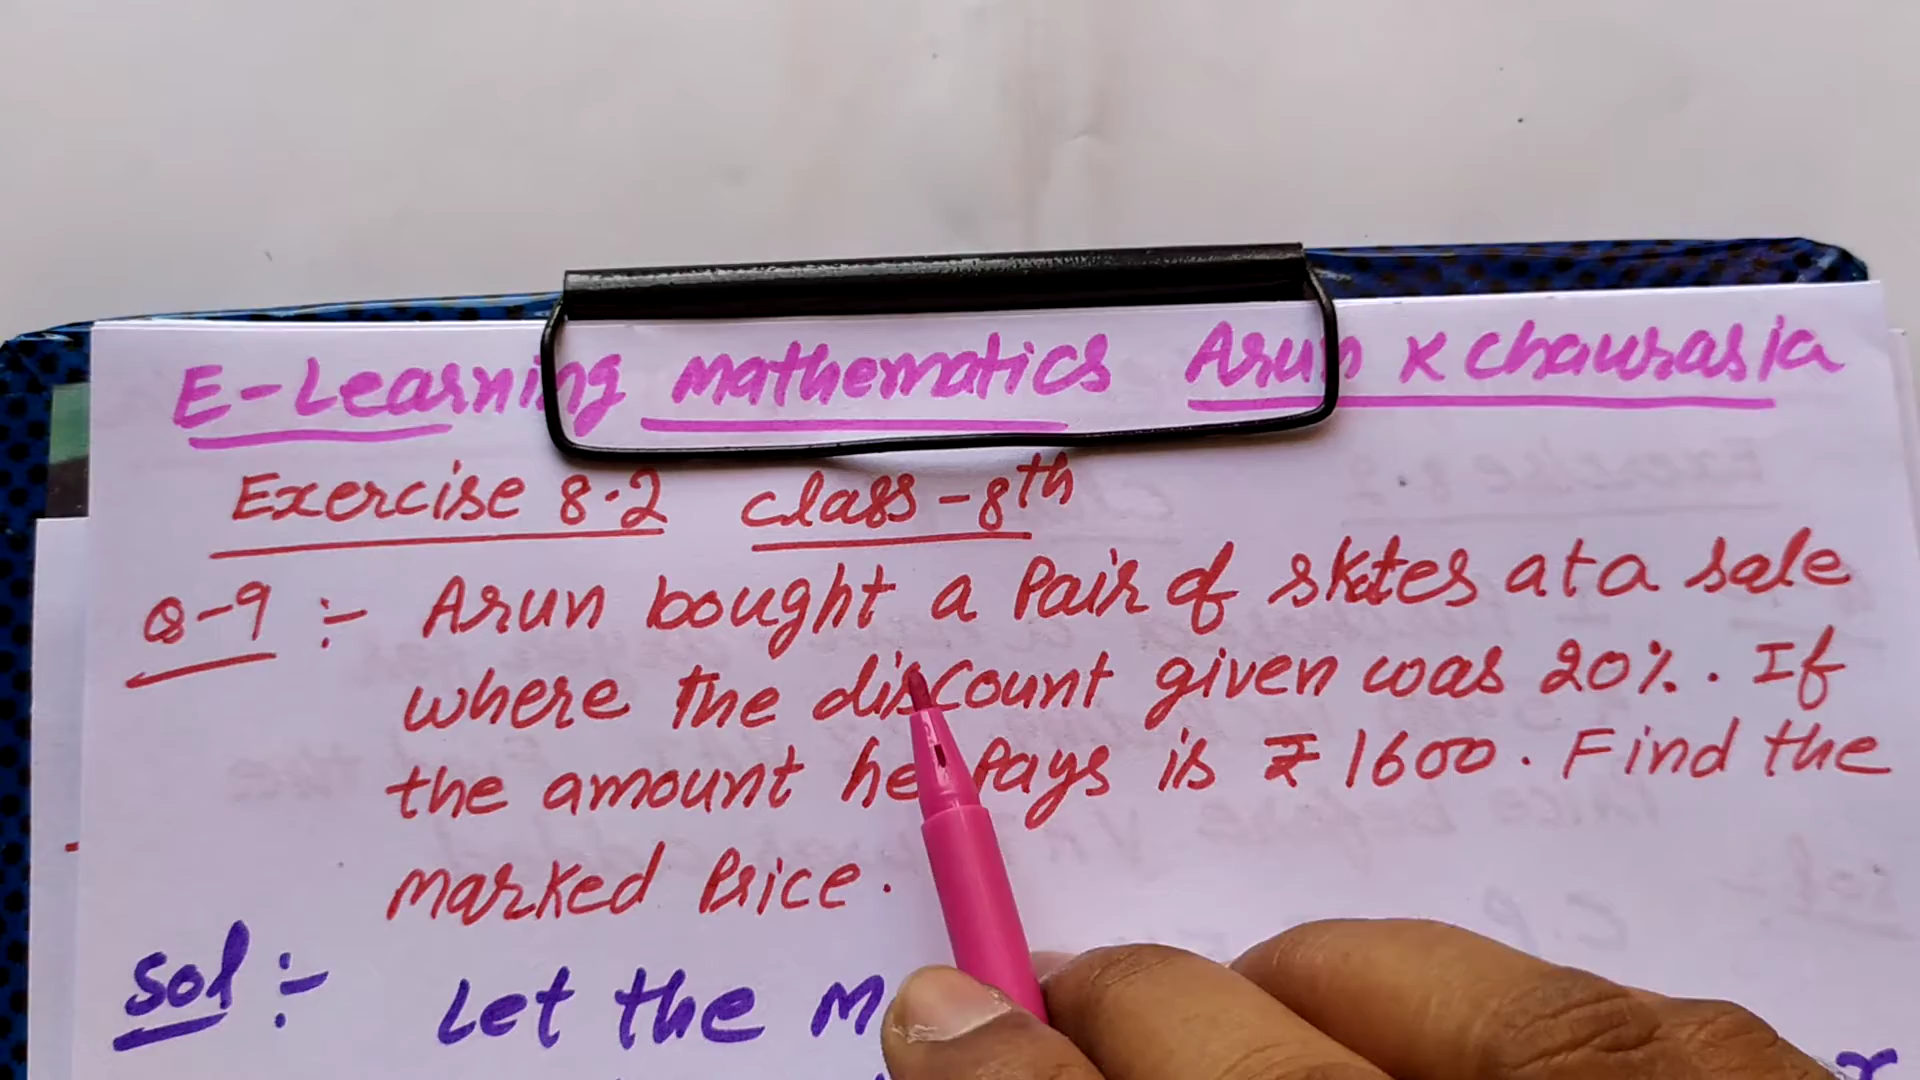 E-Learning Mathematics Arun K Chaurasia
Exercise 8.2 class-8th
Q-9 :- Arun bought a Pair of skates at a sale
where the discount given was 20%. If
the amount he Pays is ₹1600. Find the
Marked Price.
Sol :- Let the M x